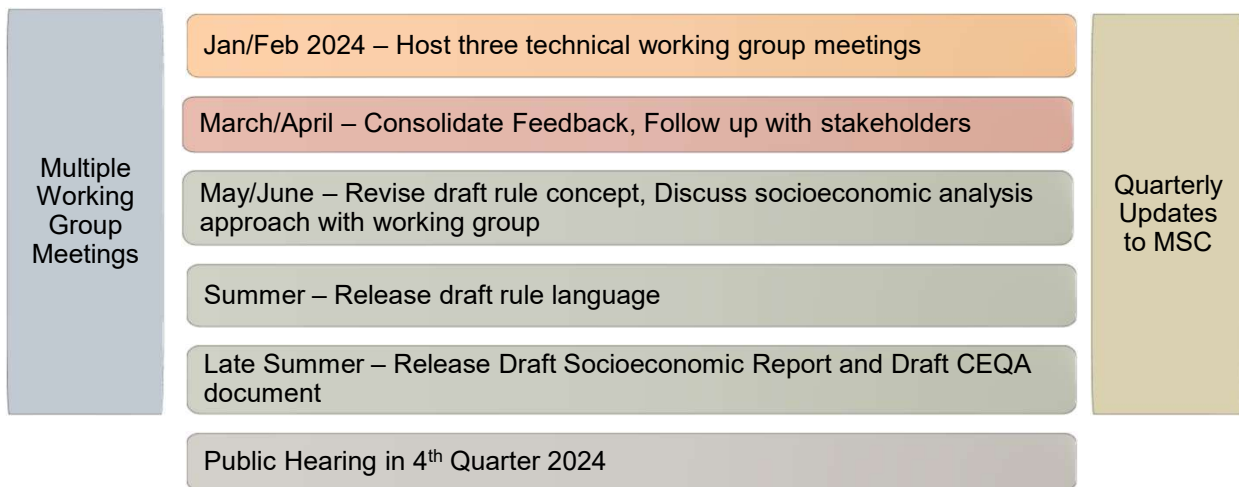 Multiple
Working
Group
Meetings
Jan/Feb 2024 – Host three technical working group meetings
March/April – Consolidate Feedback, Follow up with stakeholders
May/June – Revise draft rule concept, Discuss socioeconomic analysis
approach with working group
Summer – Release draft rule language
Late Summer – Release Draft Socioeconomic Report and Draft CEQA
document
Public Hearing in 4th Quarter 2024
Quarterly
Updates
to MSC